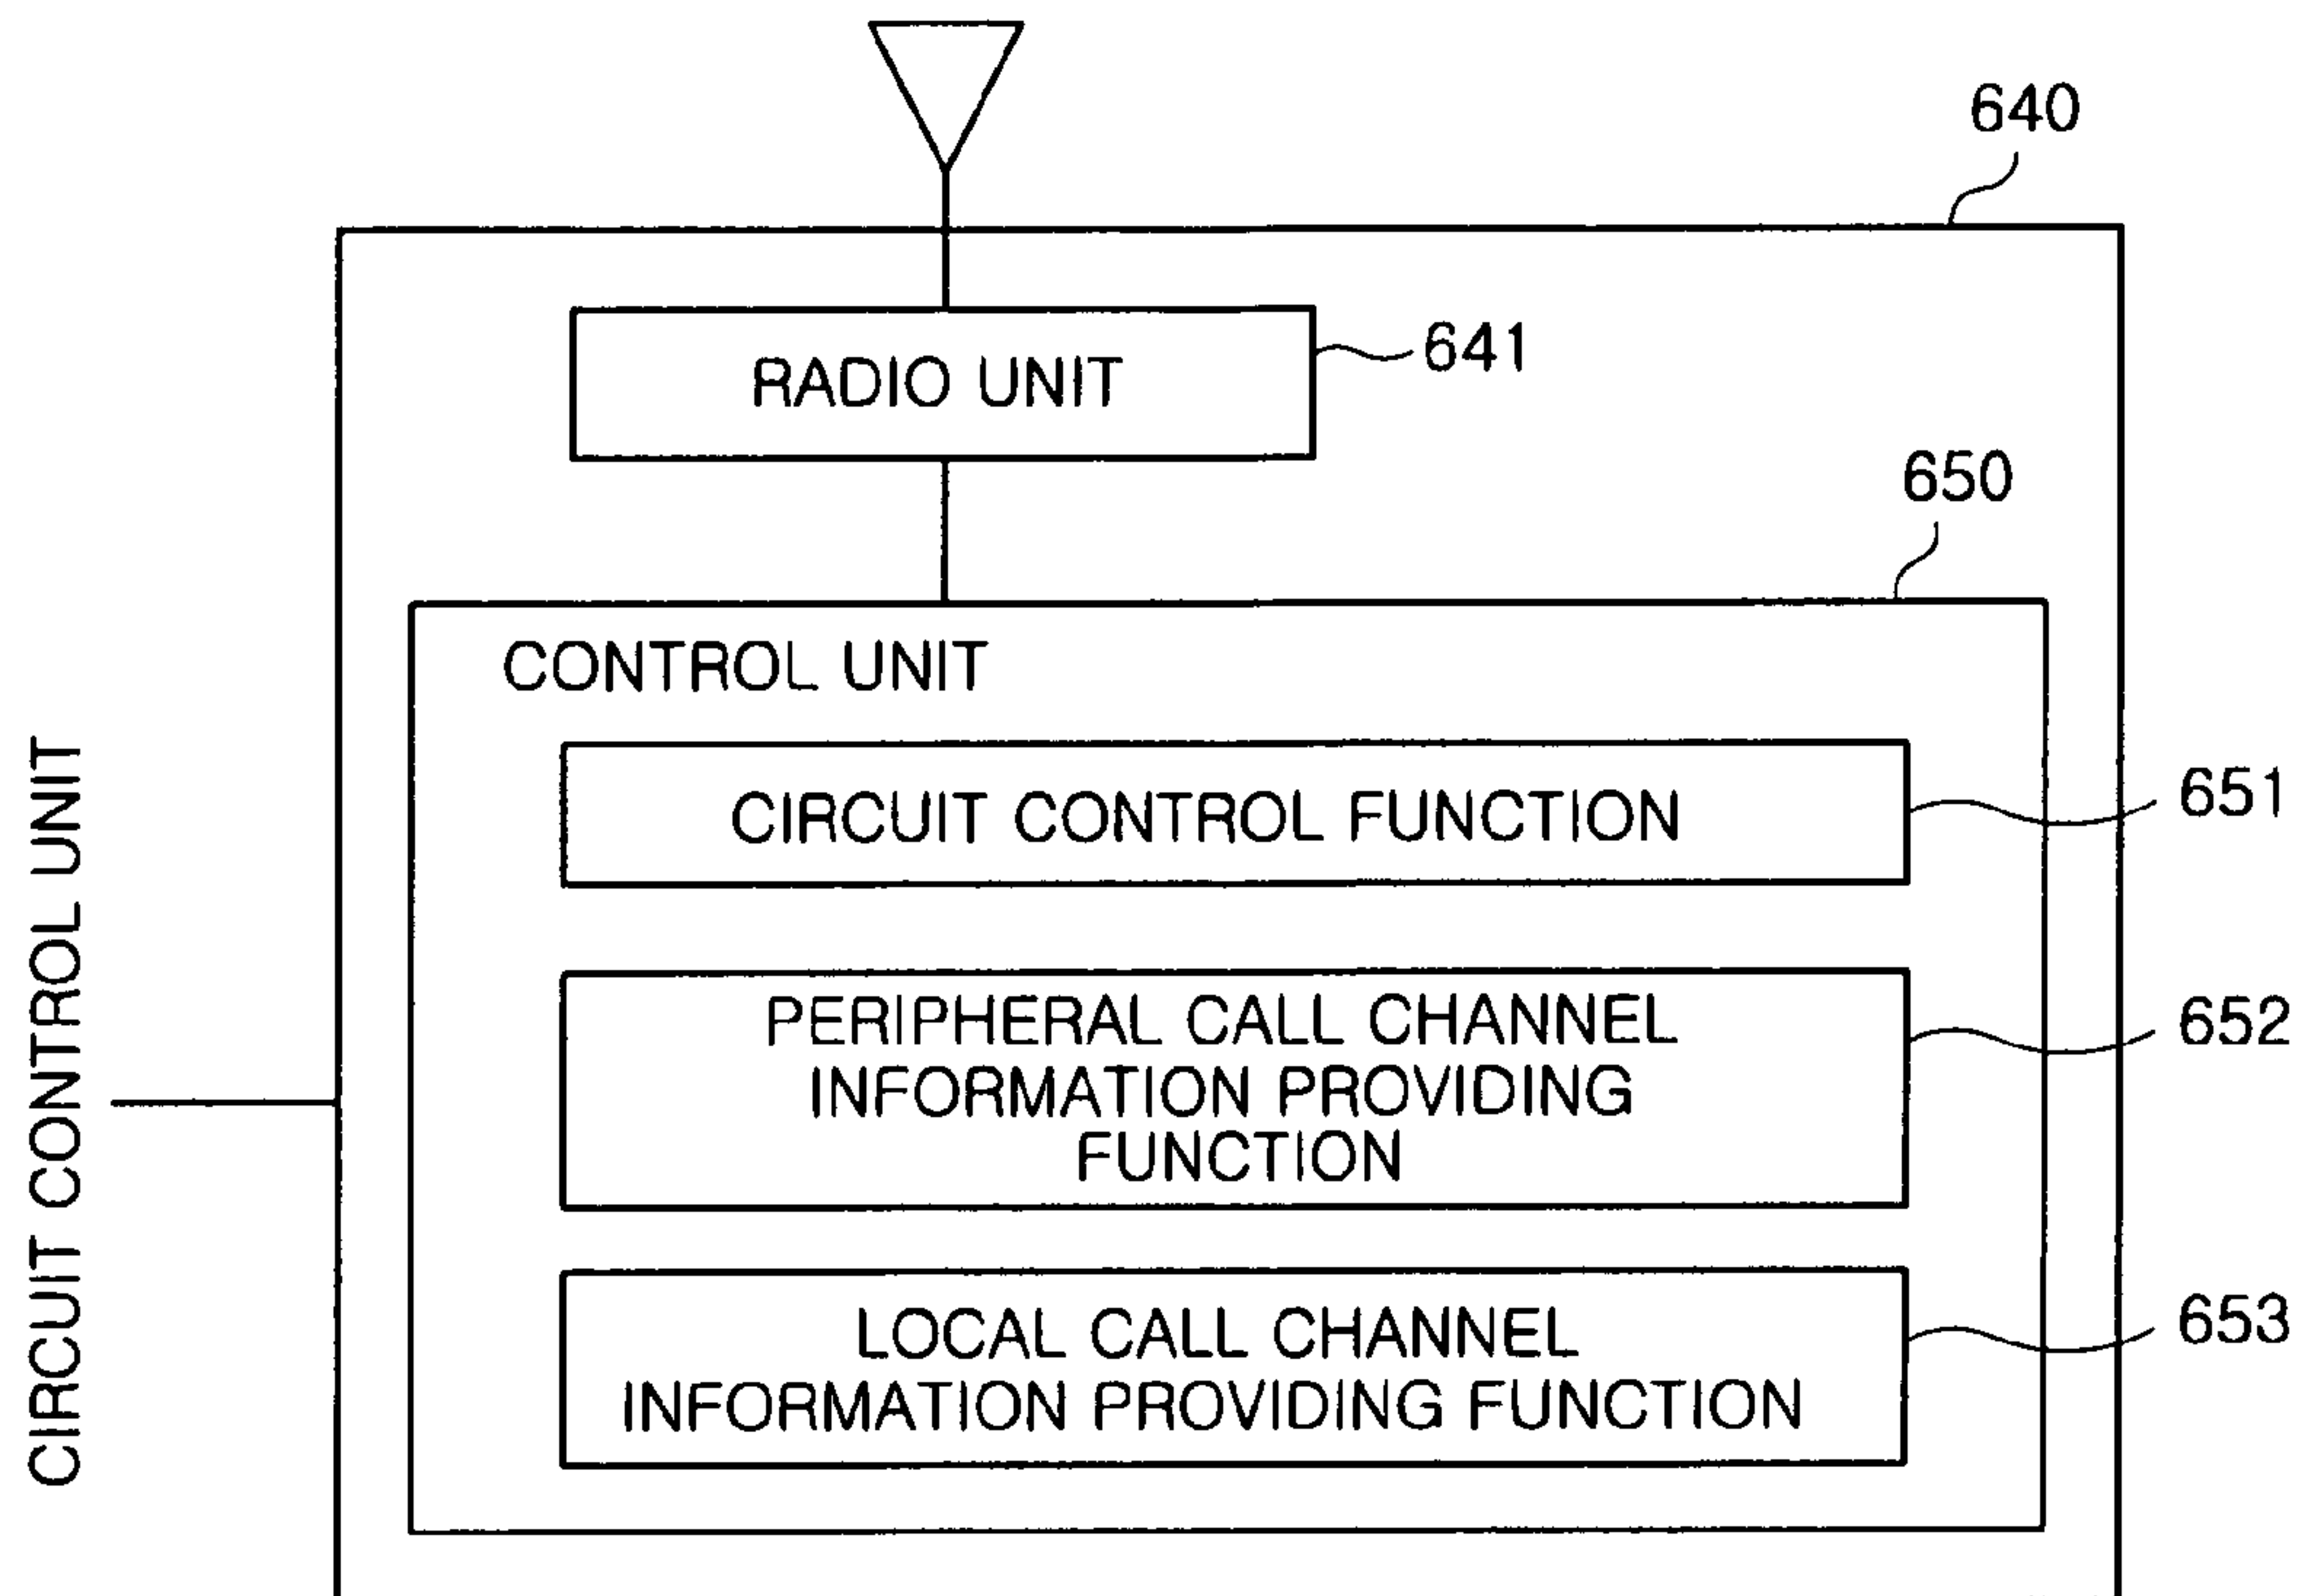 640
RADIO UNIT
641
650
CONTROL UNIT
CIRCUIT CONTROL FUNCTION
651
PERIPHERAL CALL CHANNEL
INFORMATION PROVIDING
FUNCTION
652
LOCAL CALL CHANNEL
INFORMATION PROVIDING FUNCTION
653
CIRCUIT CONTROL UNIT